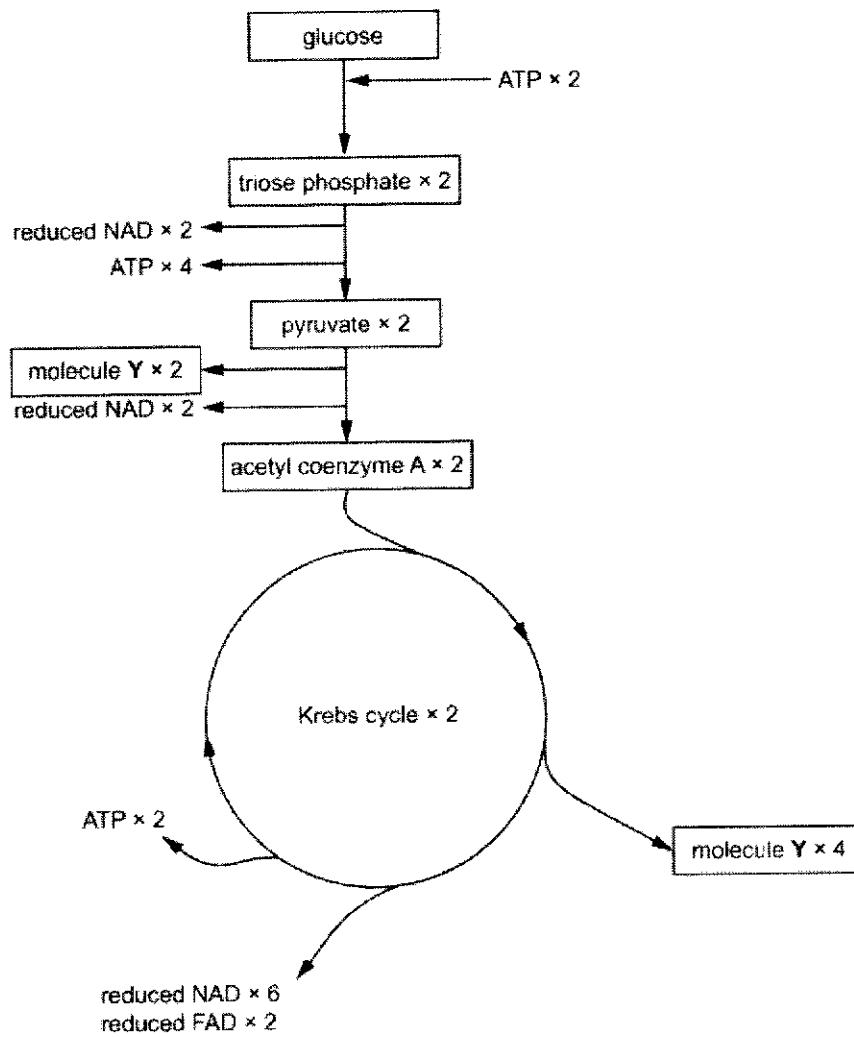 glucose
ATP × 2
triose phosphate × 2
reduced NAD × 2
ATP × 4
pyruvate × 2
molecule Y × 2
reduced NAD × 2
acetyl coenzyme A × 2
Krebs cycle × 2
ATP × 2
molecule Y × 4
reduced NAD × 6
reduced FAD × 2